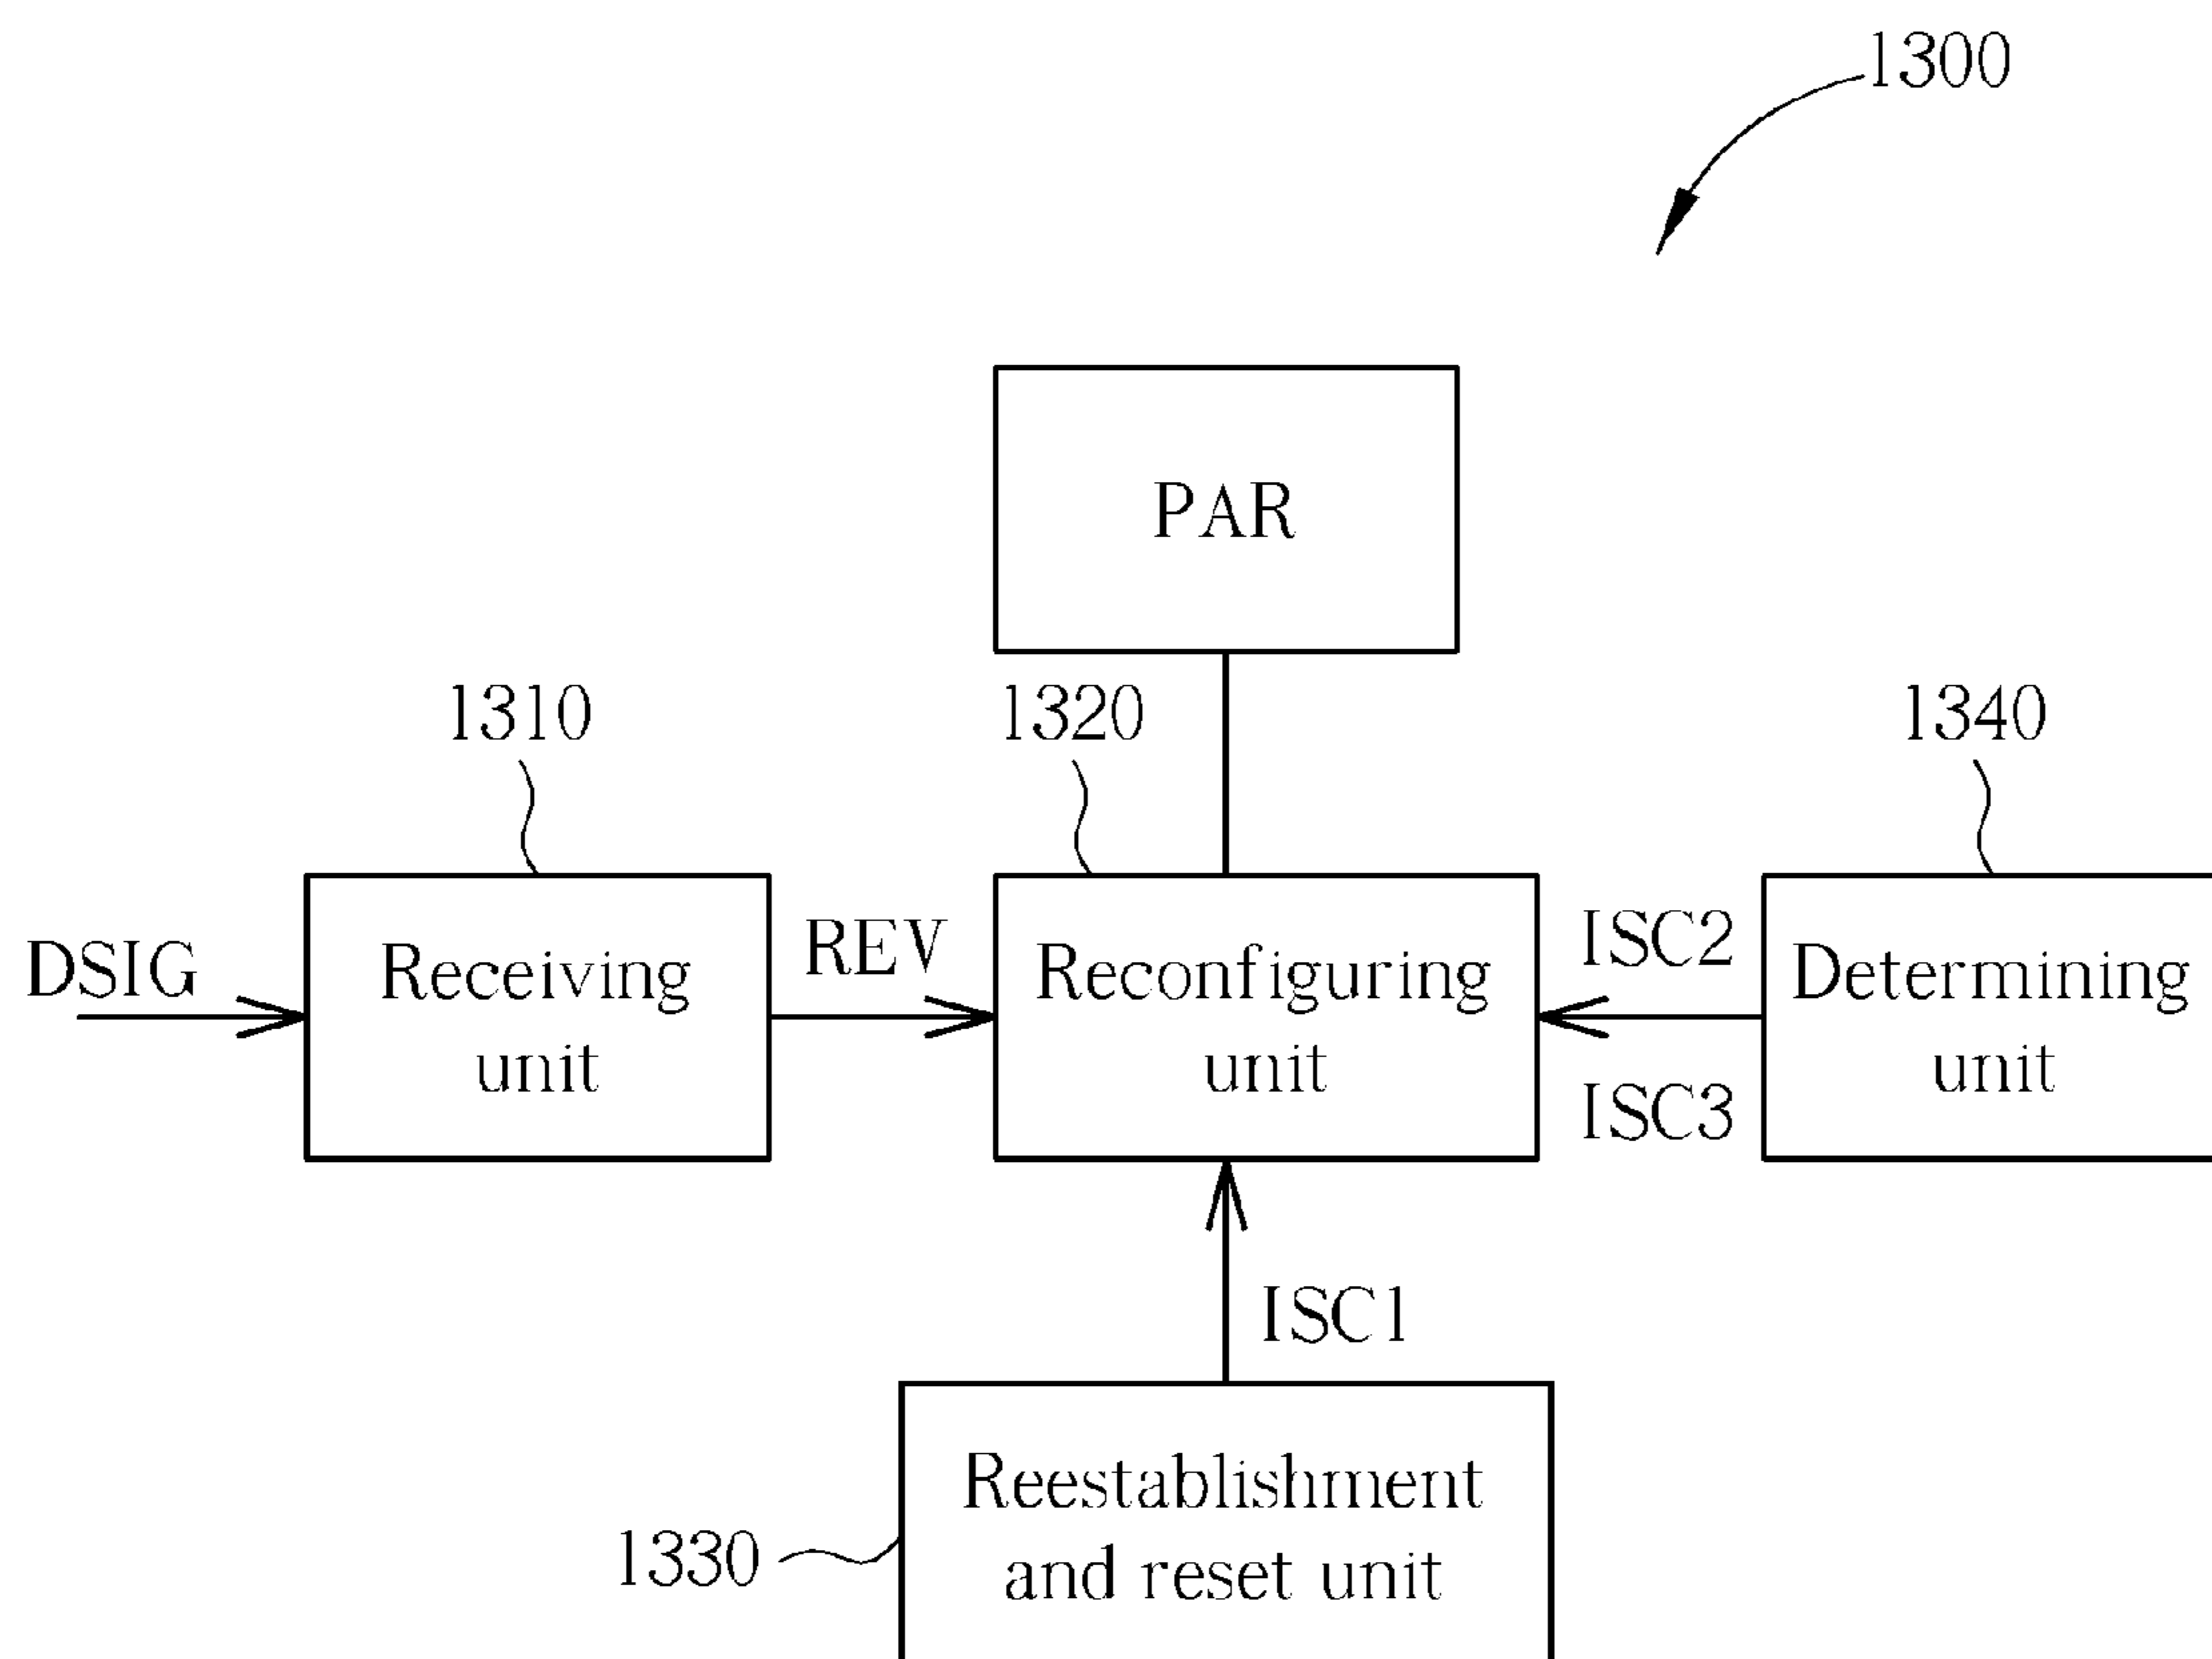 1300
PAR
1310
1320
1340
DSIG
Receiving
unit
REV
Reconfiguring
unit
ISC2
ISC3
Determining
unit
ISC1
1330
Reestablishment
and reset unit